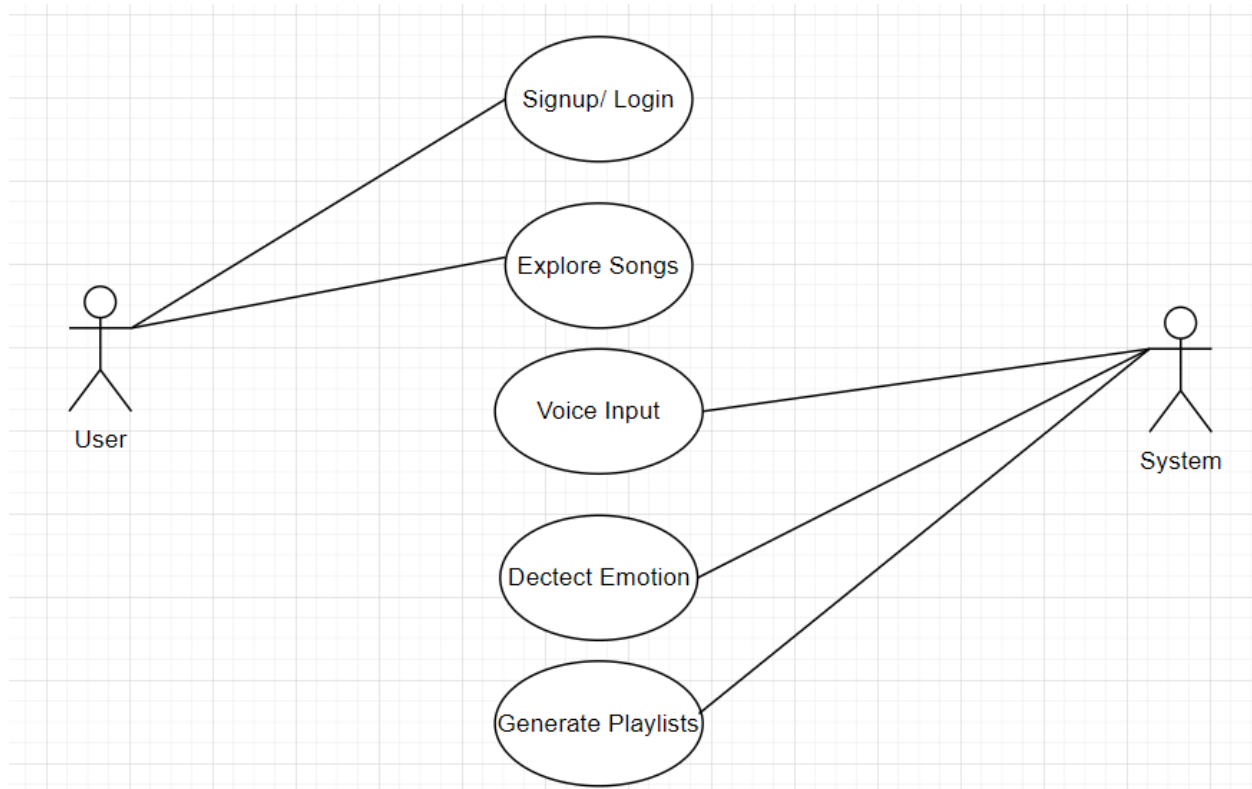 Signup/ Login
Explore Songs
Voice Input
User
System
Dectect Emotion
Generate Playlists